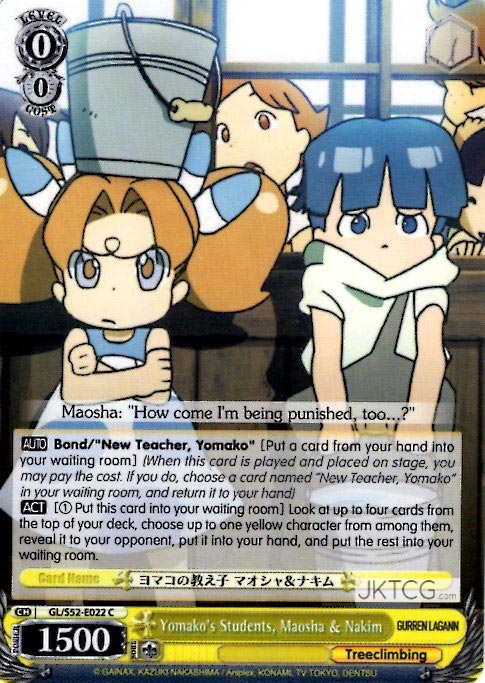 LEVEL
0
0
COST
Maosha: "How come I'm being punished, too...?"
AUTO Bond/"New Teacher, Yomako" [Put a card from your hand into
your waiting room] (When this card is played and placed on stage, you
may pay the cost. If you do, choose a card named "New Teacher, Yomako"
in your waiting room, and return it to your hand)
ACT [① Put this card into your waiting room] Look at up to four cards from
the top of your deck, choose up to one yellow character from among them,
reveal it to your opponent, put it into your hand, and put the rest into your
waiting room.
Card Name ヨマコの教え子 マオシャ&ナキム
JKTCG.com
CH GL/S52-E022 C
POWER 1500 SOUL Yomako's Students, Maosha & Nakim GURREN LAGANN
Treeclimbing
© GAINAX, KAZUKI NAKASHIMA / Aniplex, KONAMI, TV TOKYO, DENTSU